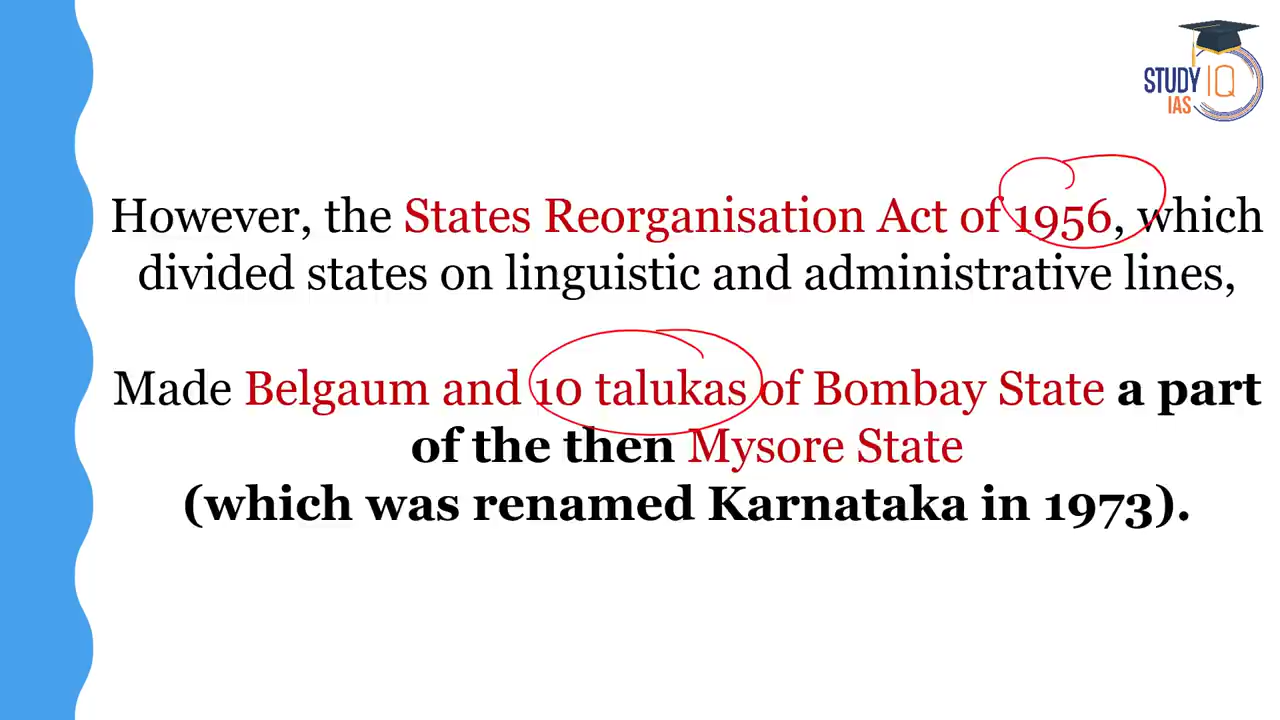 STUDY IQ
IAS
However, the States Reorganisation Act of 1956, which
divided states on linguistic and administrative lines,
Made Belgaum and 10 talukas of Bombay State a part
of the then Mysore State
(which was renamed Karnataka in 1973).